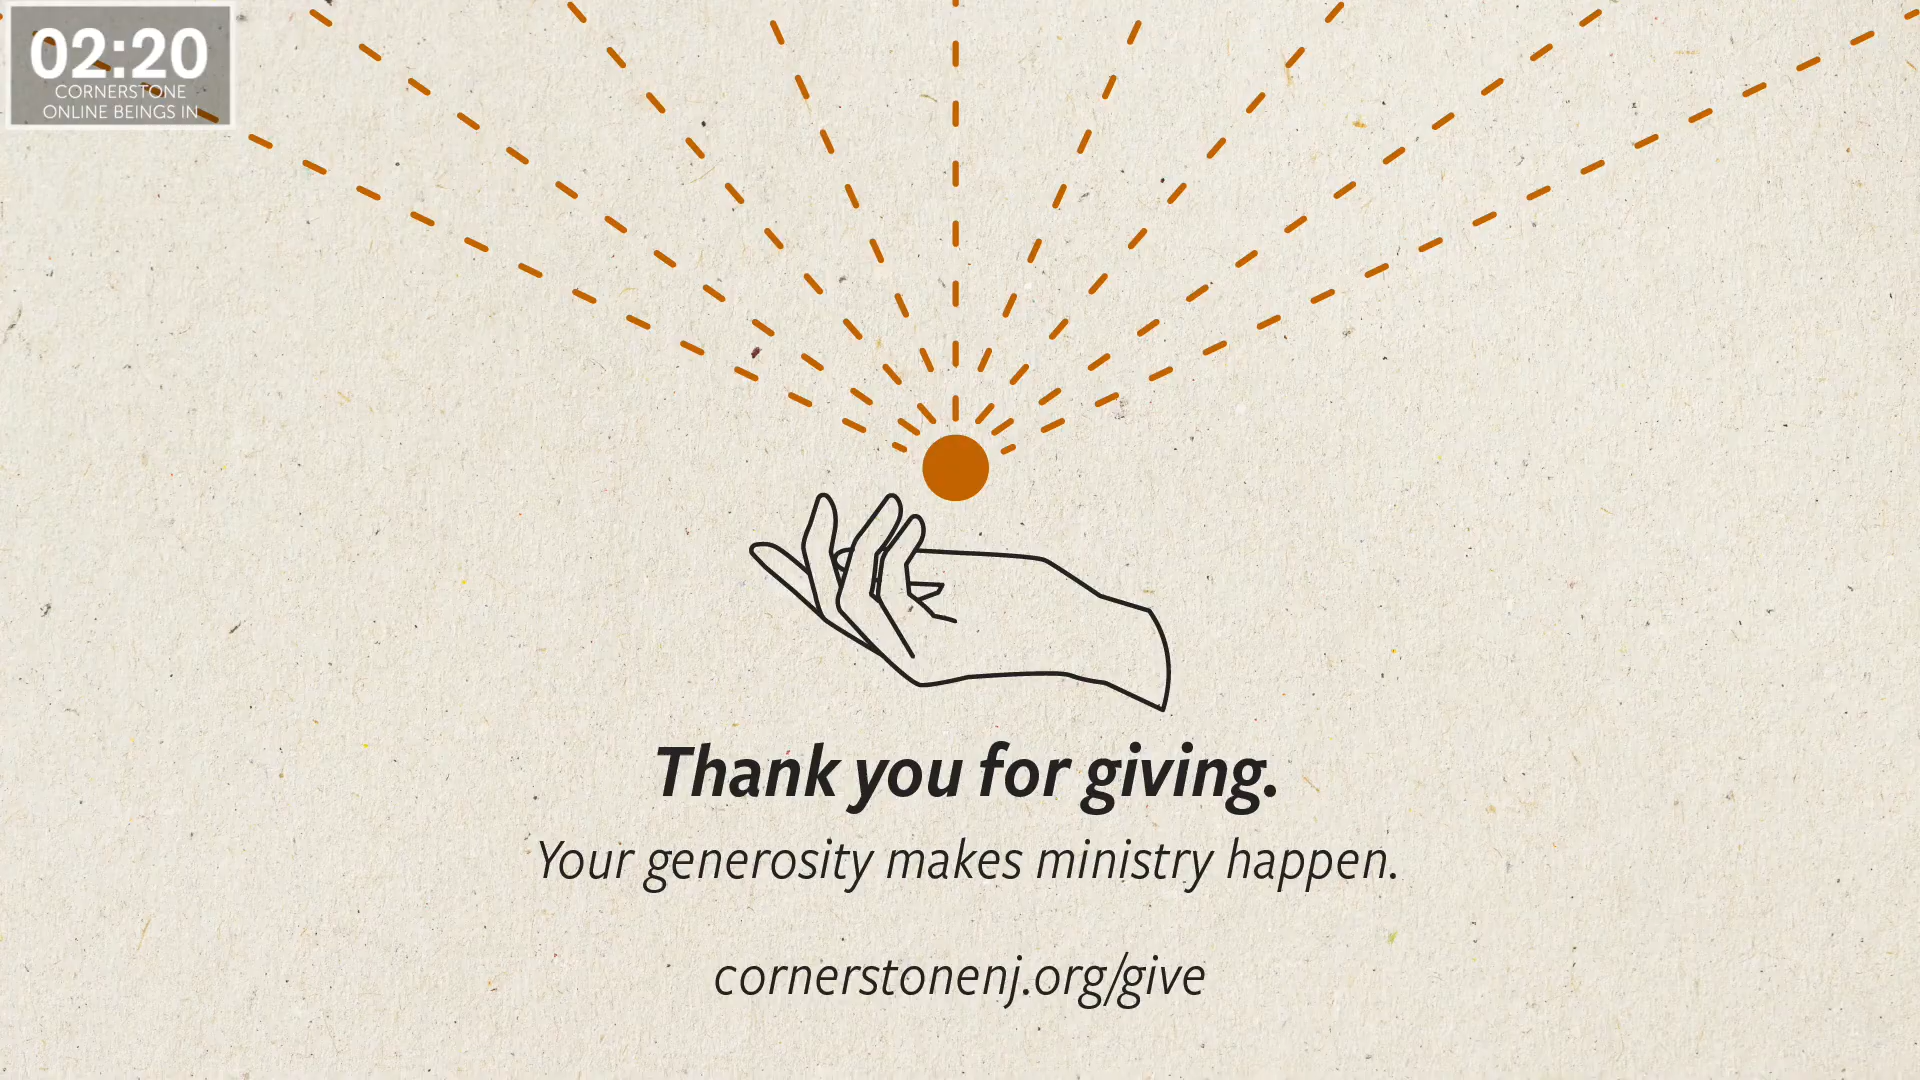 02:20
CORNERSTONE
ONLINE BEINGS IN
Thank you for giving.
Your generosity makes ministry happen.
cornerstonenj.org/give